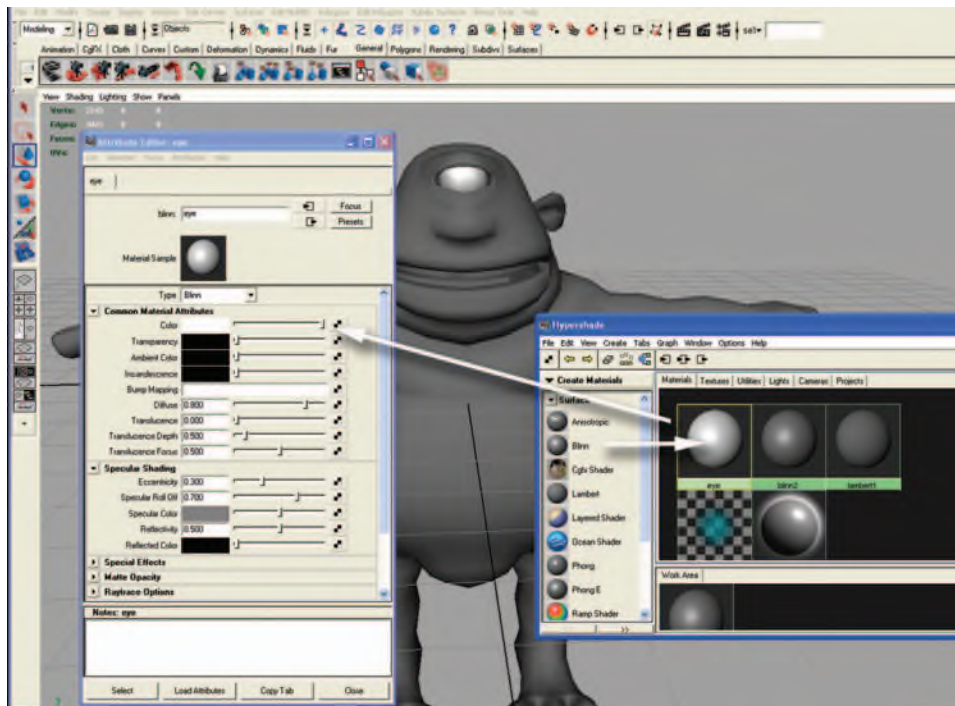 Modeling
Objects
sel
Animation CgFX Cloth Curves Custom Deformation Dynamics Fluids Fur General Polygons Rendering Subdivs Surfaces
View Shading Lighting Show Panels
Verts:
Edges:
Faces:
UVs:
Attribute Editor: eye
eye
blinn: eye
Focus
Presets
Material Sample
Type Blinn
Common Material Attributes
Color
Transparency
Ambient Color
Incandescence
Bump Mapping
Diffuse 0.800
Translucence 0.000
Translucence Depth 0.500
Translucence Focus 0.500
Specular Shading
Eccentricity 0.300
Specular Roll Off 0.700
Specular Color
Reflectivity 0.500
Reflected Color
Special Effects
Matte Opacity
Raytrace Options
Notes: eye
Select Load Attributes Copy Tab Close
Hypershade
File Edit View Create Tabs Graph Window Options Help
Create Materials
Surface
Anisotropic
Blinn
Cgfx Shader
Lambert
Layered Shader
Ocean Shader
Phong
Phong E
Ramp Shader
>>
Materials Textures Utilities Lights Cameras Projects
eye blinn2 lambert1
Work Area